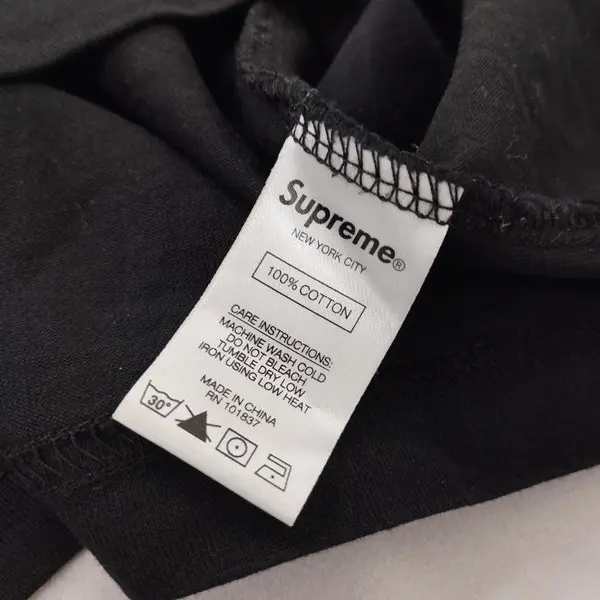 Supreme®
NEW YORK CITY
100% COTTON
CARE INSTRUCTIONS:
MACHINE WASH COLD
DO NOT BLEACH
TUMBLE DRY LOW
IRON USING LOW HEAT
MADE IN CHINA
RN 101837
30°